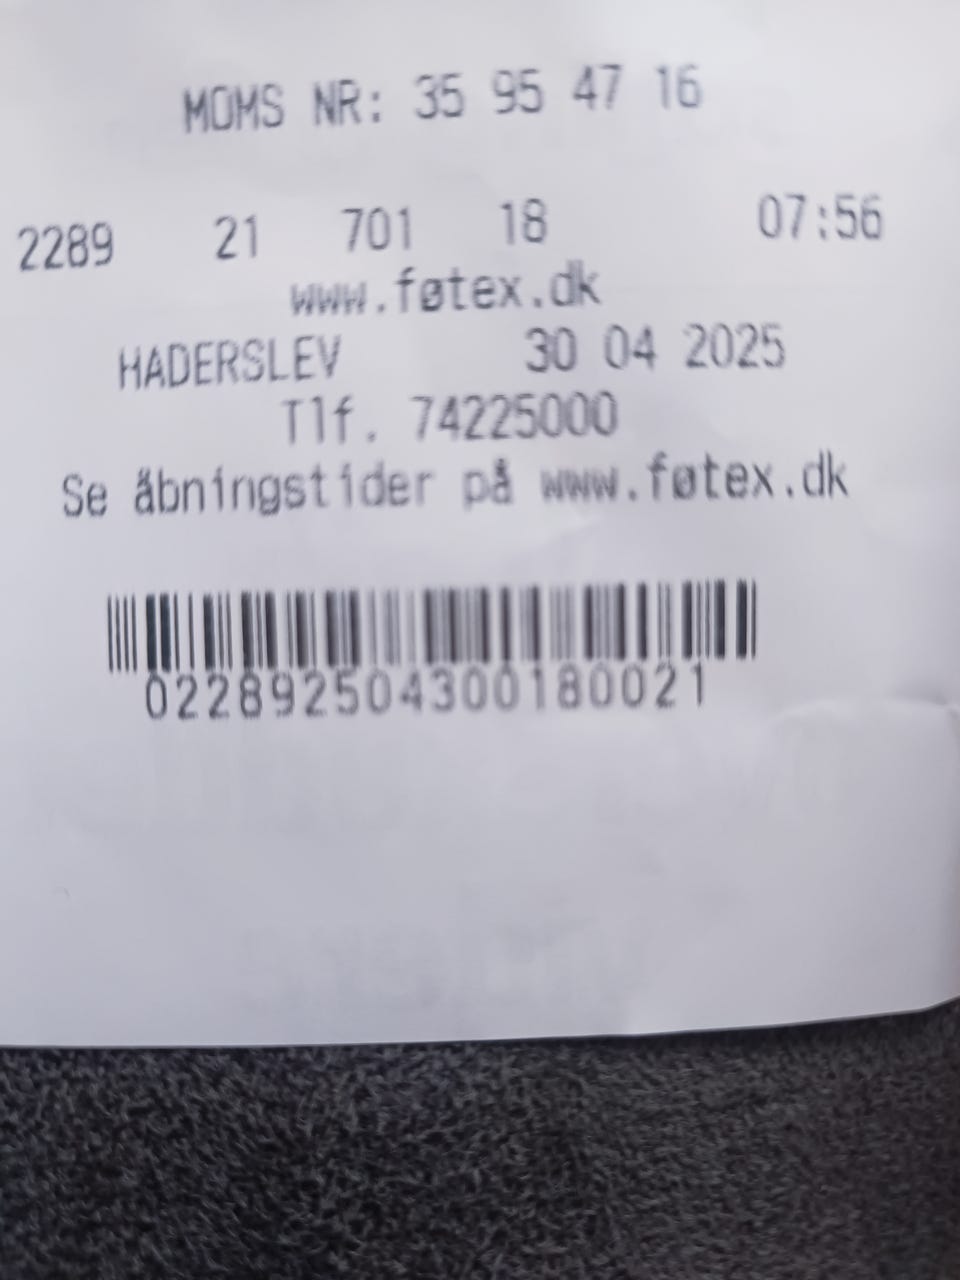 MOMS NR: 35 95 47 16
2289 21 701 18 07:56
www.føtex.dk
HADERSLEV 30 04 2025
Tlf. 74225000
Se åbningstider på www.føtex.dk
022892504300180021